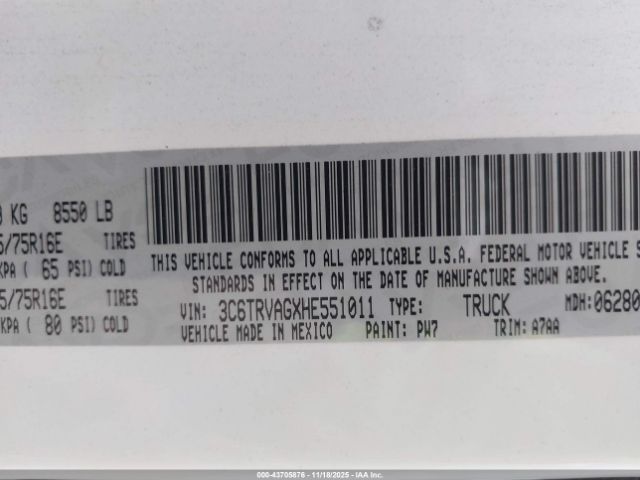 KG 8550 LB
/75R16E TIRES
KPA ( 65 PSI) COLD
5/75R16E TIRES
KPA ( 80 PSI) COLD
THIS VEHICLE CONFORMS TO ALL APPLICABLE U.S.A. FEDERAL MOTOR VEHICLE S
STANDARDS IN EFFECT ON THE DATE OF MANUFACTURE SHOWN ABOVE.
VIN: 3C6TRVAGXHE551011 TYPE: TRUCK MDH: 06280
VEHICLE MADE IN MEXICO PAINT: PW7 TRIM: A7AA
000-43705876 - 11/18/2025 - IAA Inc.